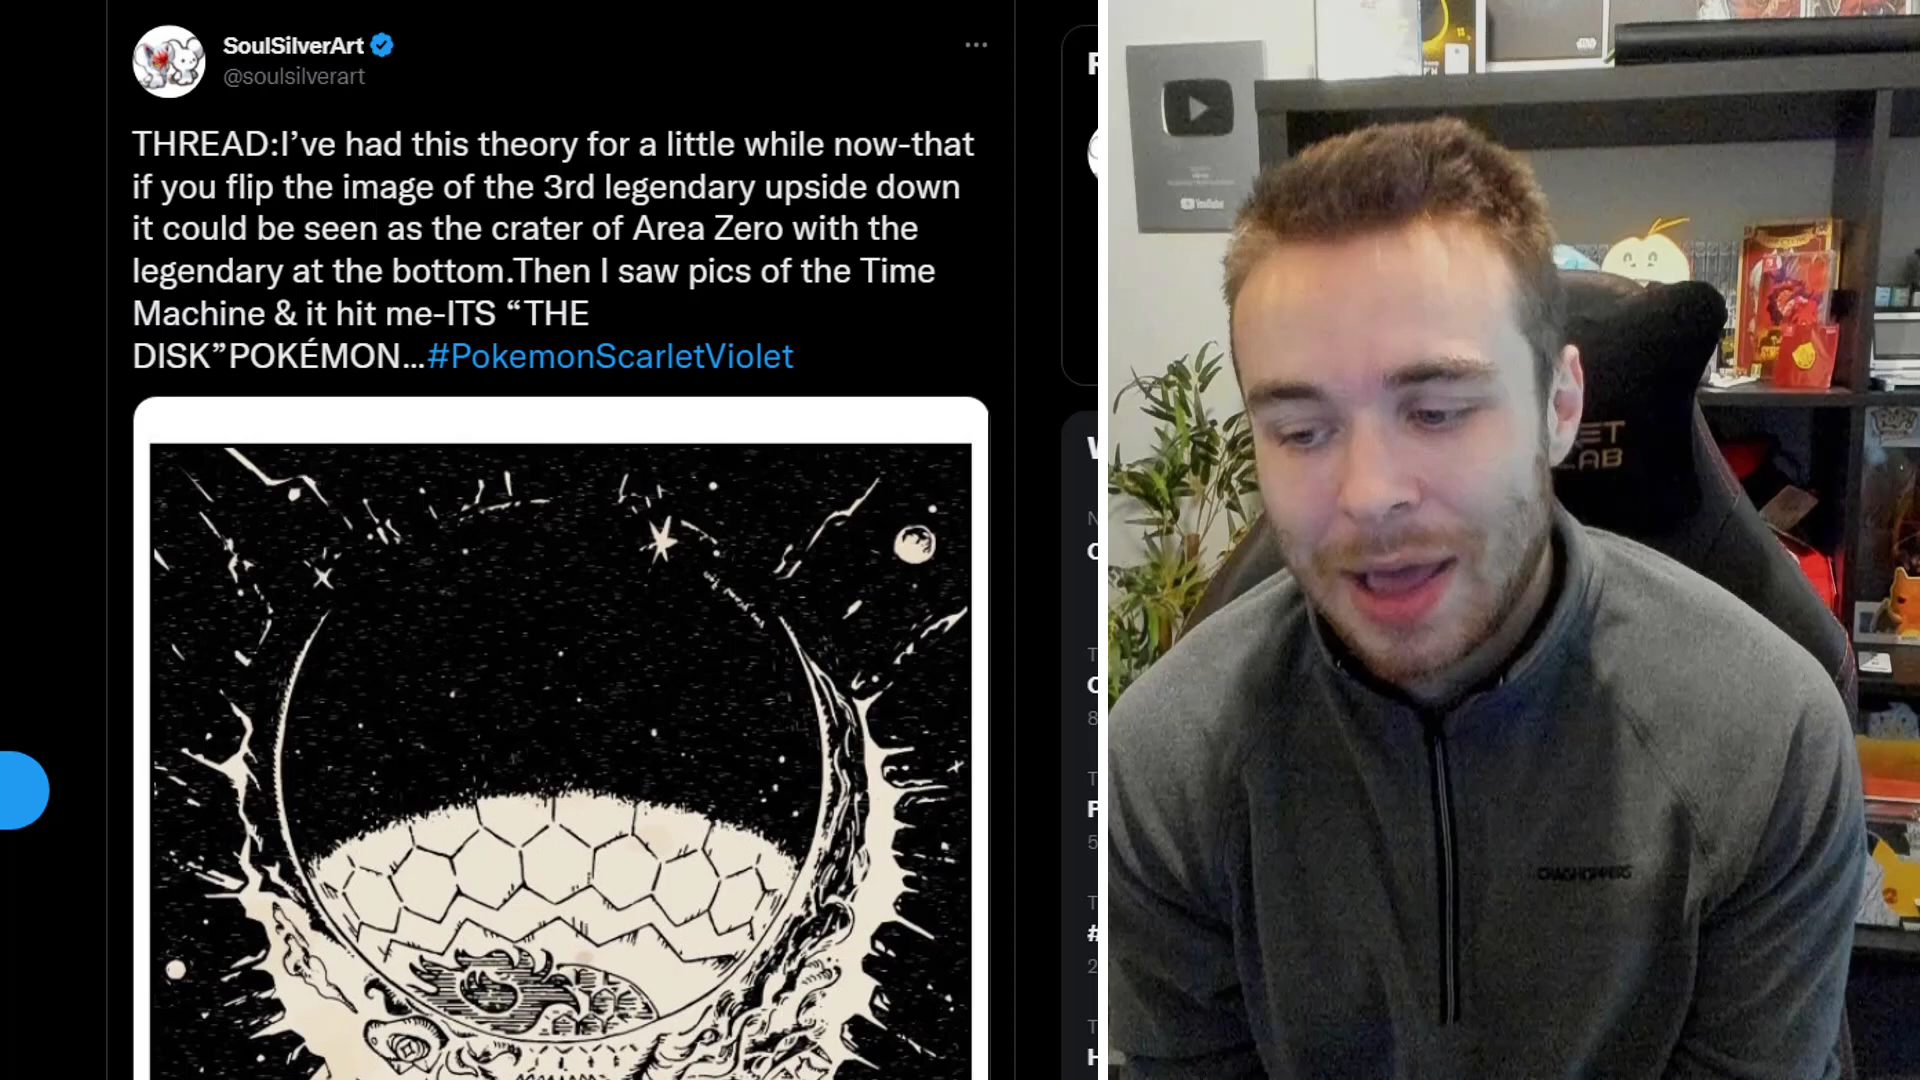 SoulSilverArt
@soulsilverart
THREAD:I’ve had this theory for a little while now-that
if you flip the image of the 3rd legendary upside down
it could be seen as the crater of Area Zero with the
legendary at the bottom.Then I saw pics of the Time
Machine & it hit me-ITS “THE
DISK”POKÉMON...#PokemonScarletViolet
YouTube
CRAGHOPPERS